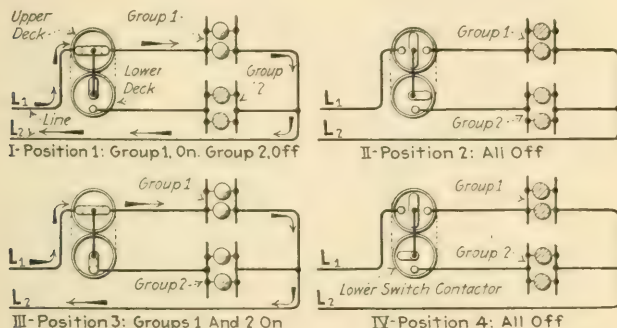 Upper
Deck
Group 1
Lower
Deck
Group
2
L1
Line
L2
I-Position 1: Group 1, On. Group 2, Off
Group 1
L1
Group 2
L2
II-Position 2: All Off
Group 1
L1
Group 2
L2
III-Position 3: Groups 1 And 2 On
Group 1
Group 2
L1
Lower Switch Contactor
L2
IV-Position 4: All Off